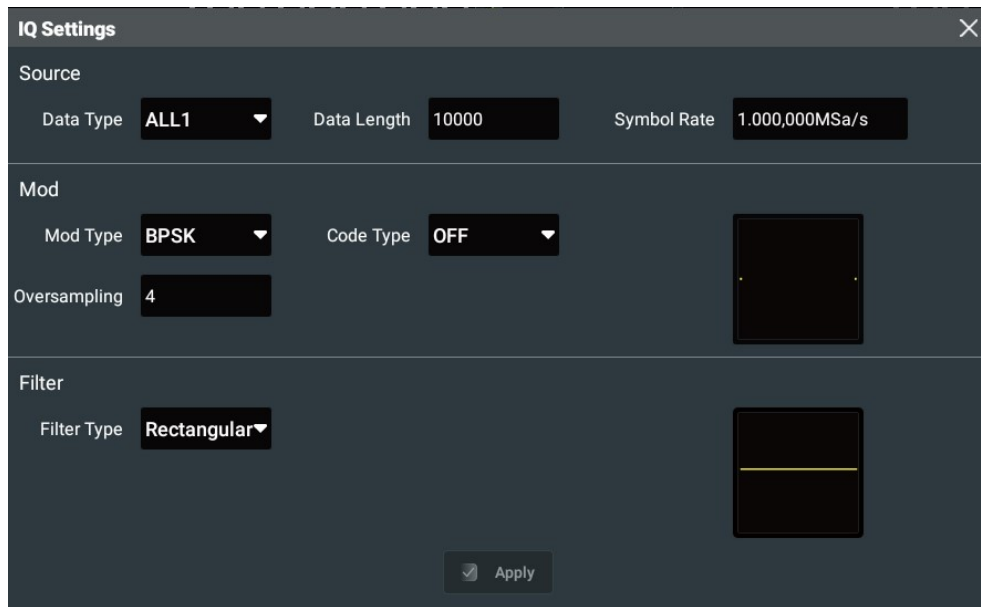 IQ Settings
Source
Data Type ALL1 Data Length 10000 Symbol Rate 1.000,000MSa/s
Mod
Mod Type BPSK Code Type OFF
Oversampling 4
Filter
Filter Type Rectangular
Apply